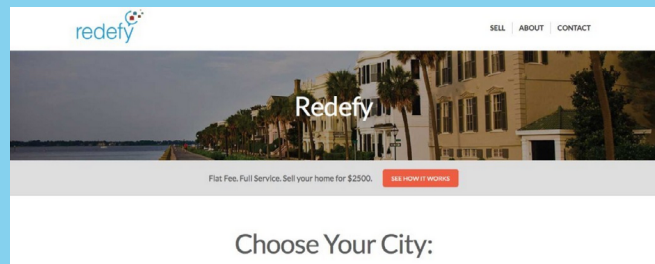 redefy
SELL ABOUT CONTACT
Redefy
Flat Fee. Full Service. Sell your home for $2500. SEE HOW IT WORKS
Choose Your City: